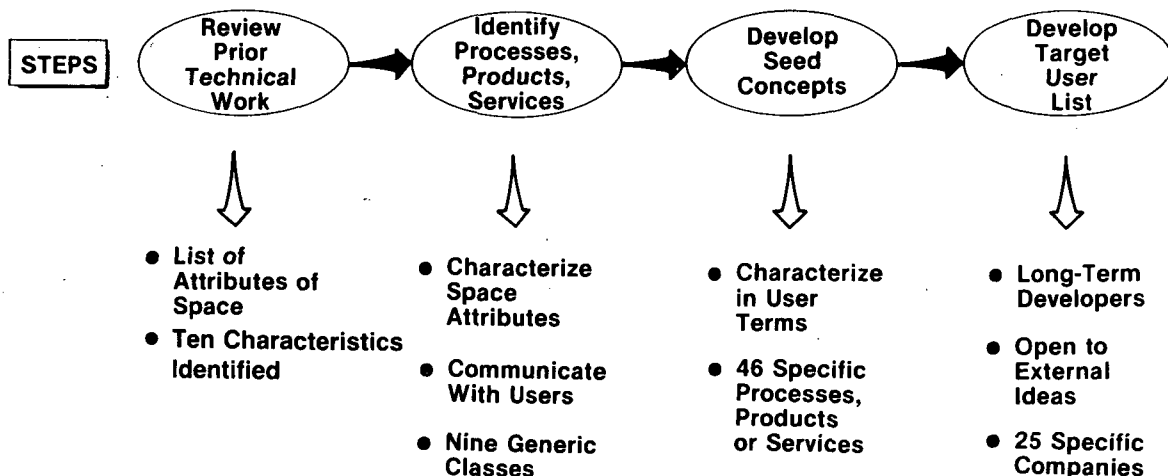 STEPS
Review
Prior
Technical
Work
Identify
Processes,
Products,
Services
Develop
Seed
Concepts
Develop
Target
User
List
● List of
Attributes of
Space
● Ten Characteristics
Identified
● Characterize
Space
Attributes
● Communicate
With Users
● Nine Generic
Classes
● Characterize
in User
Terms
● 46 Specific
Processes,
Products
or Services
● Long-Term
Developers
● Open to
External
Ideas
● 25 Specific
Companies